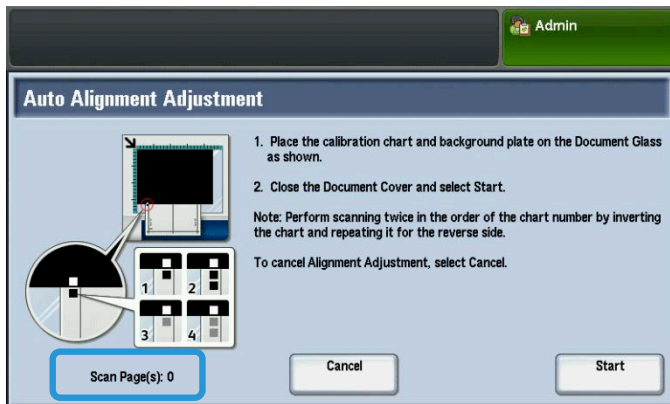 Admin
Auto Alignment Adjustment
1. Place the calibration chart and background plate on the Document Glass
as shown.
2. Close the Document Cover and select Start.
Note: Perform scanning twice in the order of the chart number by inverting
the chart and repeating it for the reverse side.
To cancel Alignment Adjustment, select Cancel.
1 2
3 4
Scan Page(s): 0
Cancel
Start